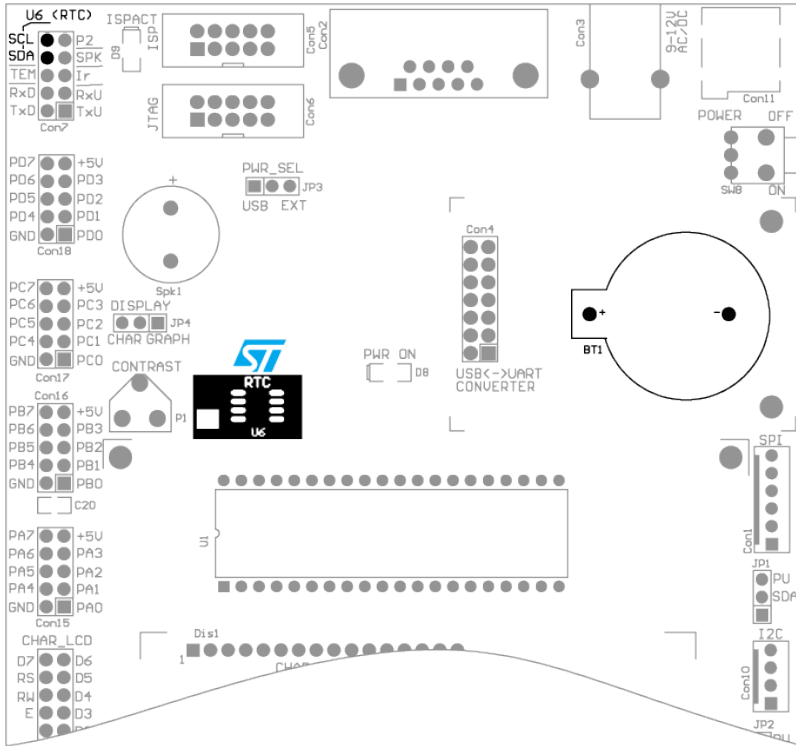 U6 (RTC)
SCL P2
SDA SPK
TEM Ir
RxD RxU
TxD TxU
Con7
ISPACT
D9
ISP
Con5
JTAG
Con6
Con2
Con3
9-12V
AC/DC
Con11
POWER OFF
SW8 ON
PD7 +5V
PD6 PD3
PD5 PD2
PD4 PD1
GND PD0
Con18
+
Spk1
PWR_SEL
JP3
USB EXT
Con4
USB<->UART
CONVERTER
+ -
BT1
PC7 +5V
PC6 PC3
PC5 PC2
PC4 PC1
GND PC0
Con17
DISPLAY
JP4
CHAR GRAPH
CONTRAST
P1
ST
RTC
U6
PWR ON
D8
Con16
PB7 +5V
PB6 PB3
PB5 PB2
PB4 PB1
GND PB0
C20
U1
SPI
Con1
PA7 +5V
PA6 PA3
PA5 PA2
PA4 PA1
GND PA0
Con15
JP1
PU
SDA
I2C
Con10
JP2
PU
Dis1
1
CHAR_LCD
D7 D6
RS D5
RW D4
E D3